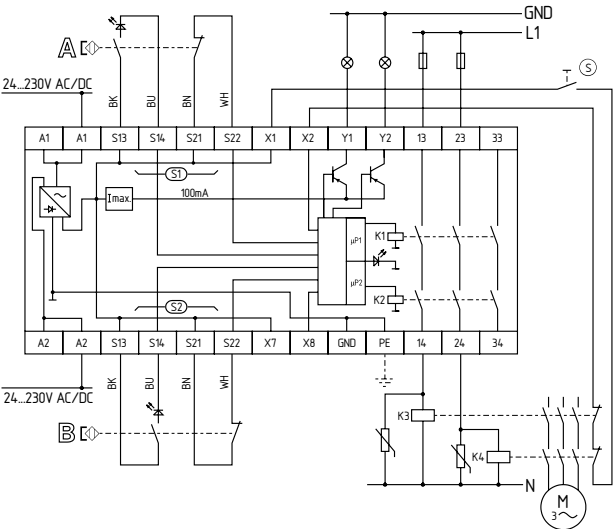 GND
L1
S
A
24...230V AC/DC
BK BU BN WH
A1 A1 S13 S14 S21 S22 X1 X2 Y1 Y2 13 23 33
S1
Imax. 100mA
µP1 K1
µP2 K2
S2
A2 A2 S13 S14 S21 S22 X7 X8 GND PE 14 24 34
BK BU BN WH
24...230V AC/DC
B
K3
K4
N
M
3~